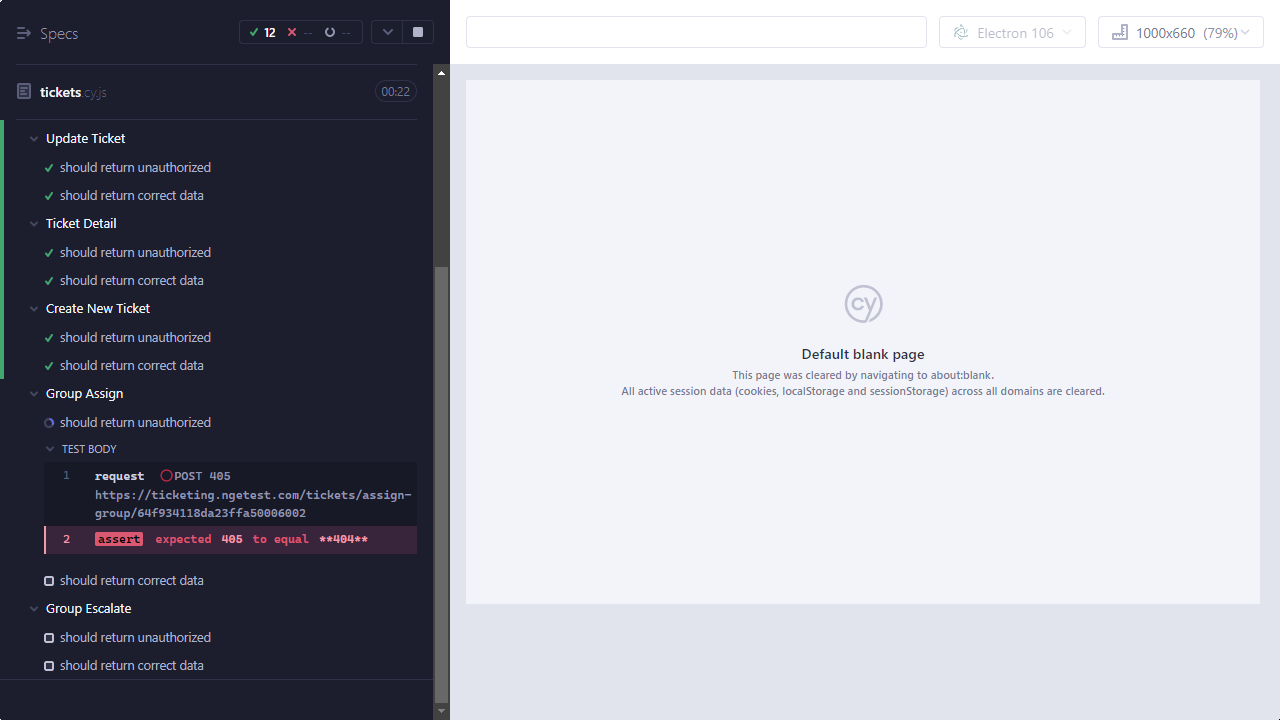 Specs
12 -- --
Electron 106
1000x660 (79%)
tickets cy.js
00:22
Update Ticket
should return unauthorized
should return correct data
Ticket Detail
should return unauthorized
should return correct data
Create New Ticket
should return unauthorized
should return correct data
Group Assign
should return unauthorized
TEST BODY
1 request POST 405
https://ticketing.ngetest.com/tickets/assign-
group/64f934118da23ffa50006002
2 assert expected 405 to equal **404**
should return correct data
Group Escalate
should return unauthorized
should return correct data
cy
Default blank page
This page was cleared by navigating to about:blank.
All active session data (cookies, localStorage and sessionStorage) across all domains are cleared.